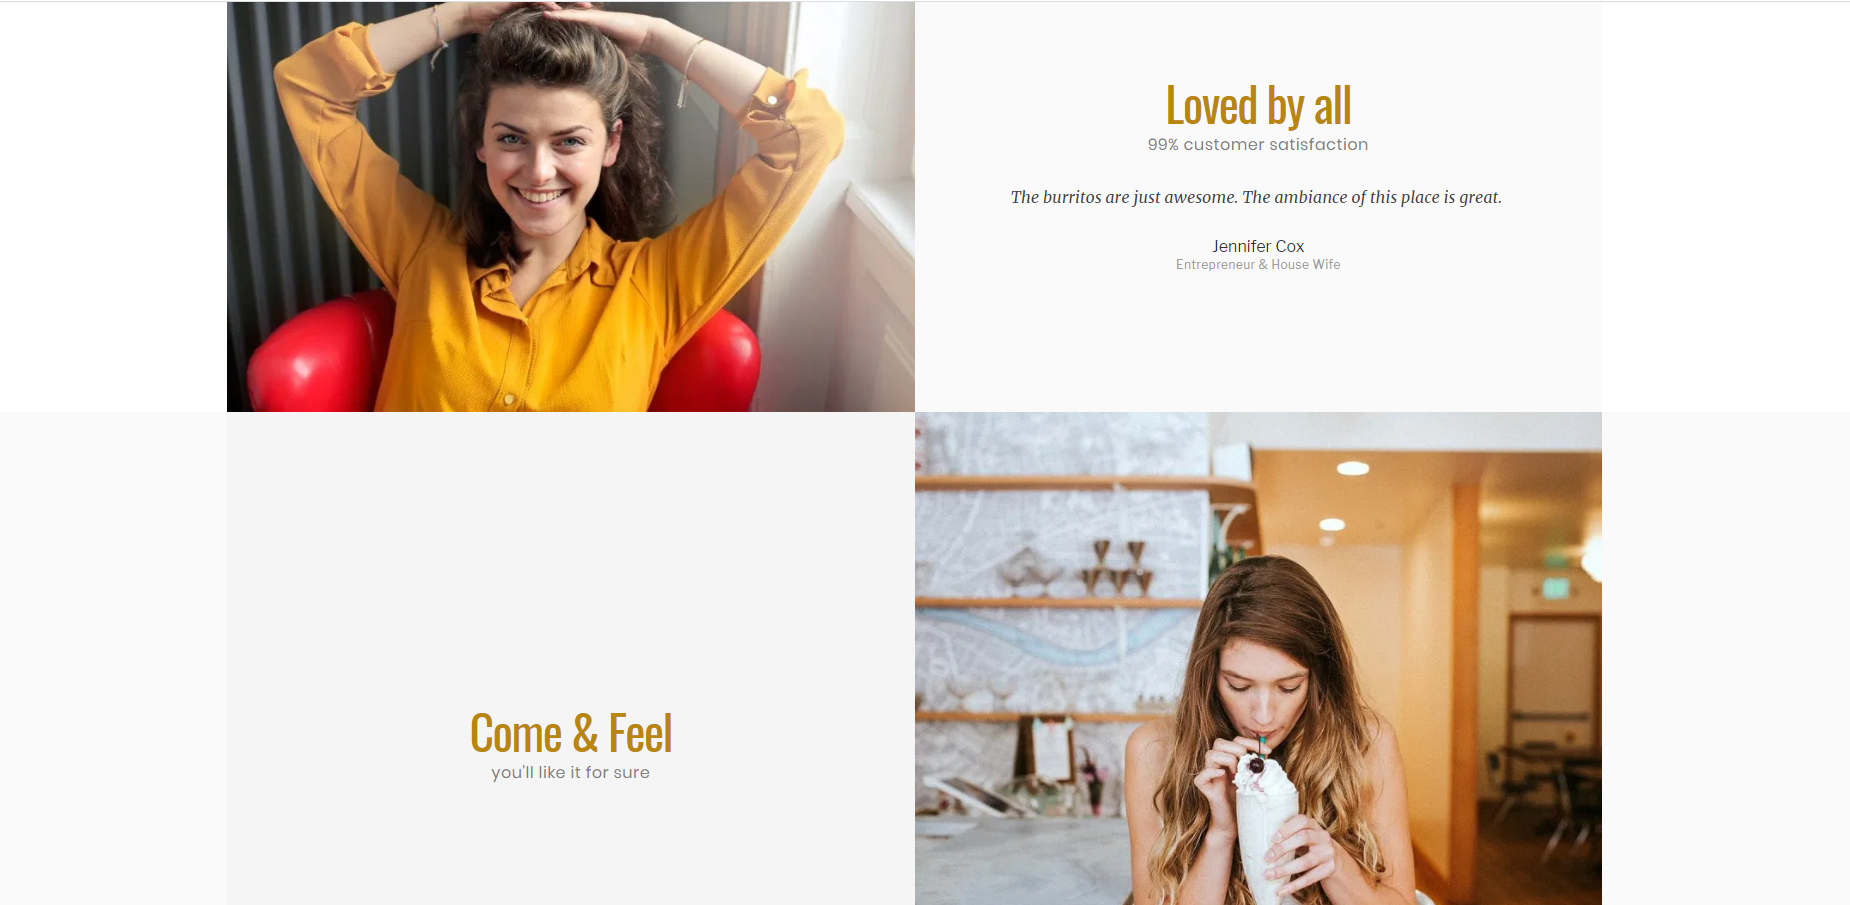 Loved by all
99% customer satisfaction
The burritos are just awesome. The ambiance of this place is great.
Jennifer Cox
Entrepreneur & House Wife
Come & Feel
you'll like it for sure